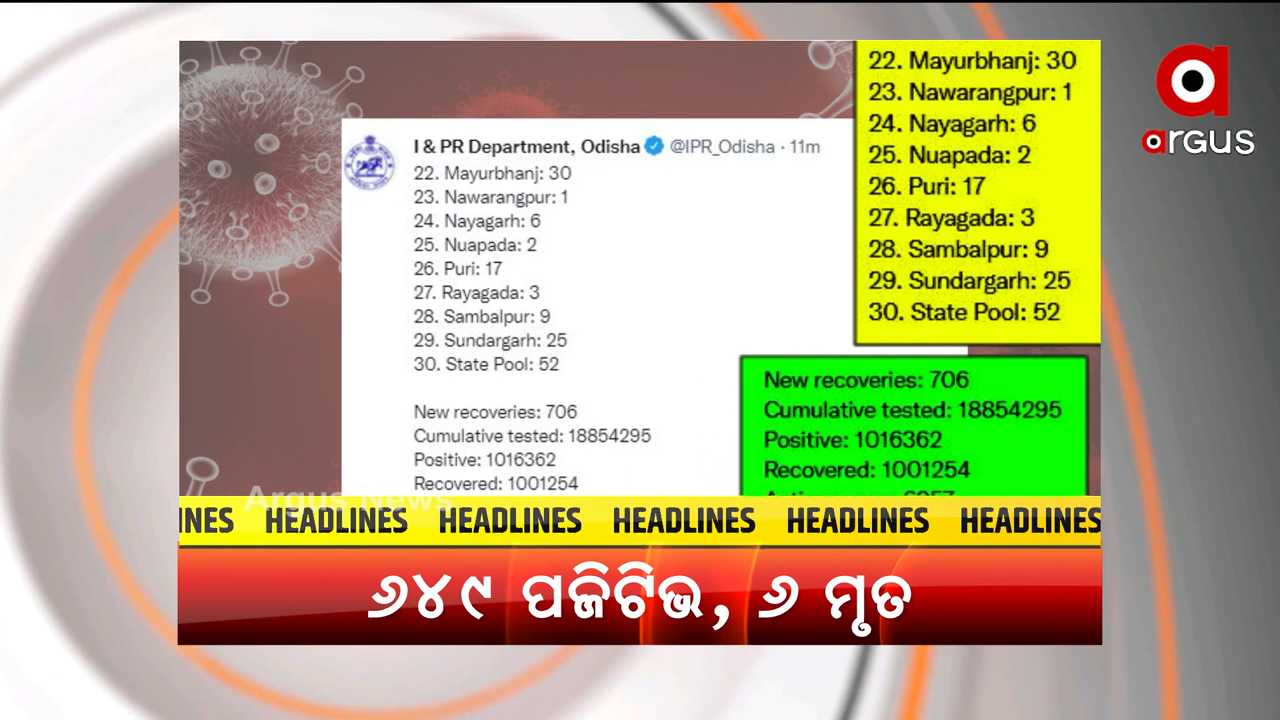 I & PR Department, Odisha @IPR_Odisha · 11m
22. Mayurbhanj: 30
23. Nawarangpur: 1
24. Nayagarh: 6
25. Nuapada: 2
26. Puri: 17
27. Rayagada: 3
28. Sambalpur: 9
29. Sundargarh: 25
30. State Pool: 52
New recoveries: 706
Cumulative tested: 18854295
Positive: 1016362
Recovered: 1001254
22. Mayurbhanj: 30
23. Nawarangpur: 1
24. Nayagarh: 6
25. Nuapada: 2
26. Puri: 17
27. Rayagada: 3
28. Sambalpur: 9
29. Sundargarh: 25
30. State Pool: 52
New recoveries: 706
Cumulative tested: 18854295
Positive: 1016362
Recovered: 1001254
argus
Argus News
INES HEADLINES HEADLINES HEADLINES HEADLINES HEADLINES
୬୪୯ ପଜିଟିଭ, ୬ ମୃତ